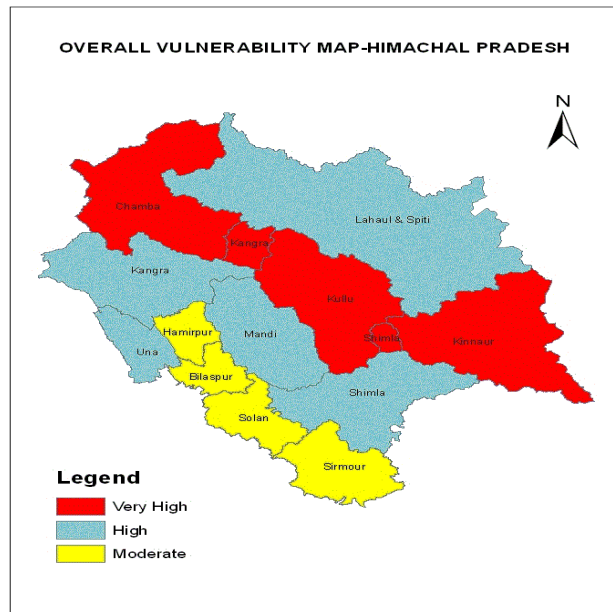 OVERALL VULNERABILITY MAP-HIMACHAL PRADESH
N
Chamba
Lahaul & Spiti
Kangra
Kangra
Kullu
Hamirpur
Mandi
Shimla
Kinnaur
Una
Bilaspur
Shimla
Solan
Sirmour
Legend
Very High
High
Moderate